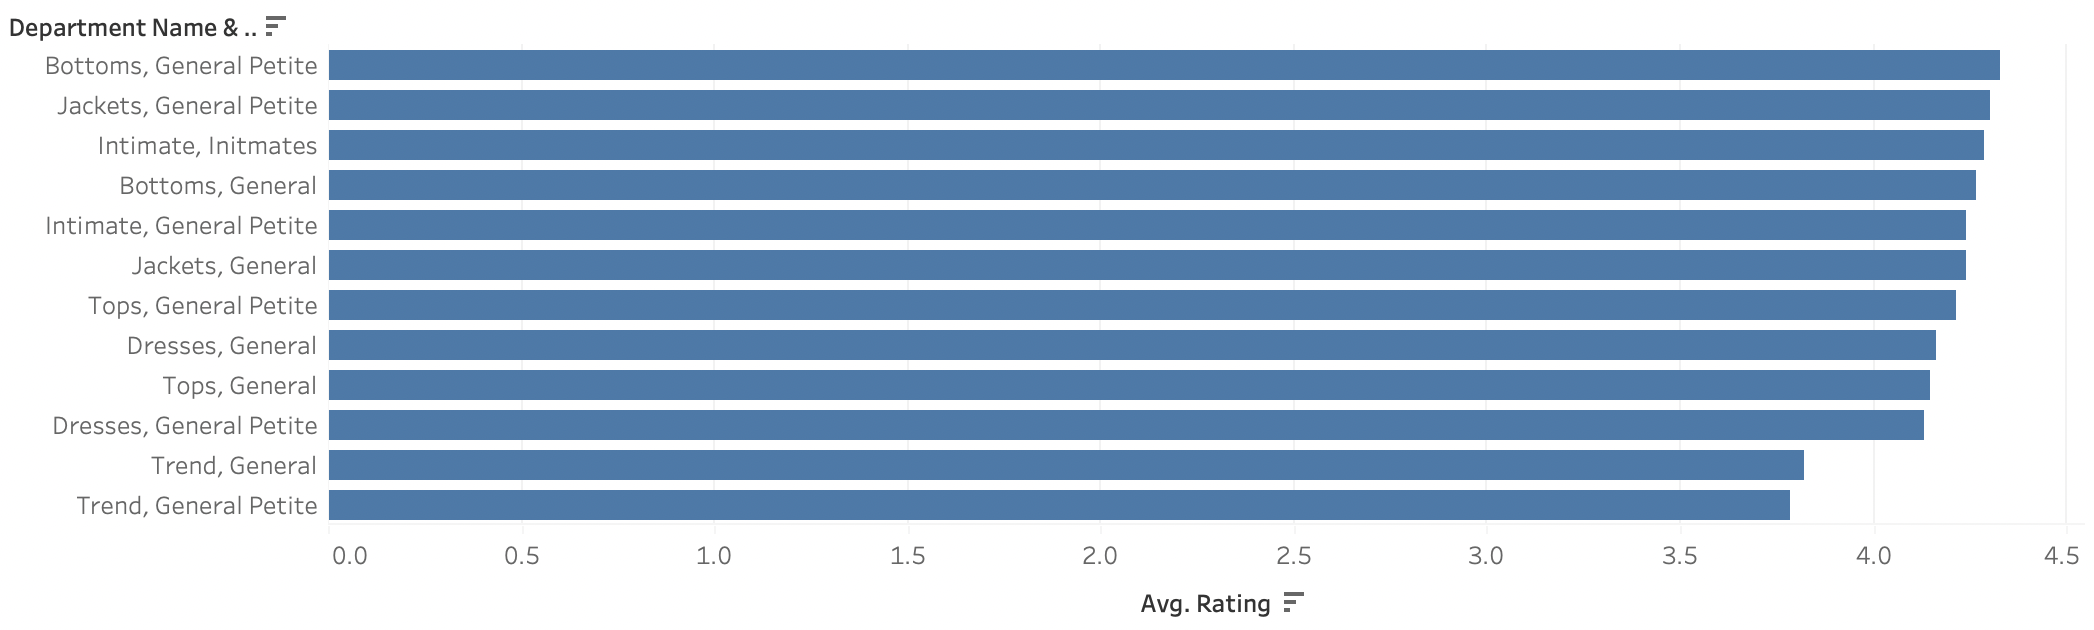 Department Name & ..
Bottoms, General Petite
Jackets, General Petite
Intimate, Initmates
Bottoms, General
Intimate, General Petite
Jackets, General
Tops, General Petite
Dresses, General
Tops, General
Dresses, General Petite
Trend, General
Trend, General Petite
0.0 0.5 1.0 1.5 2.0 2.5 3.0 3.5 4.0 4.5
Avg. Rating